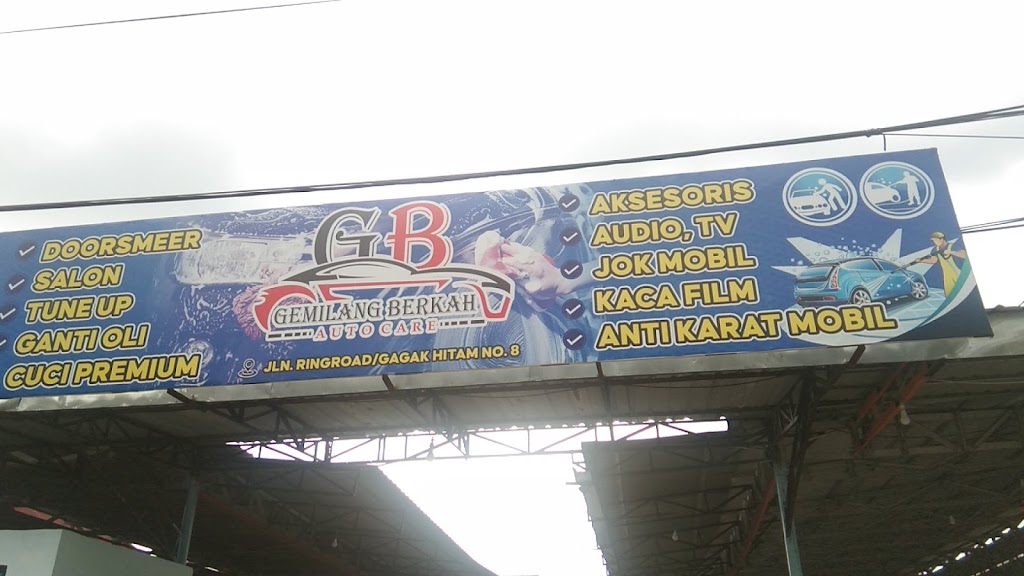 DOORSMEER
SALON
TUNE UP
GANTI OLI
CUCI PREMIUM
GB
GEMILANG BERKAH
AUTO CARE
JLN. RINGROAD/GAGAK HITAM NO. 8
AKSESORIS
AUDIO, TV
JOK MOBIL
KACA FILM
ANTI KARAT MOBIL